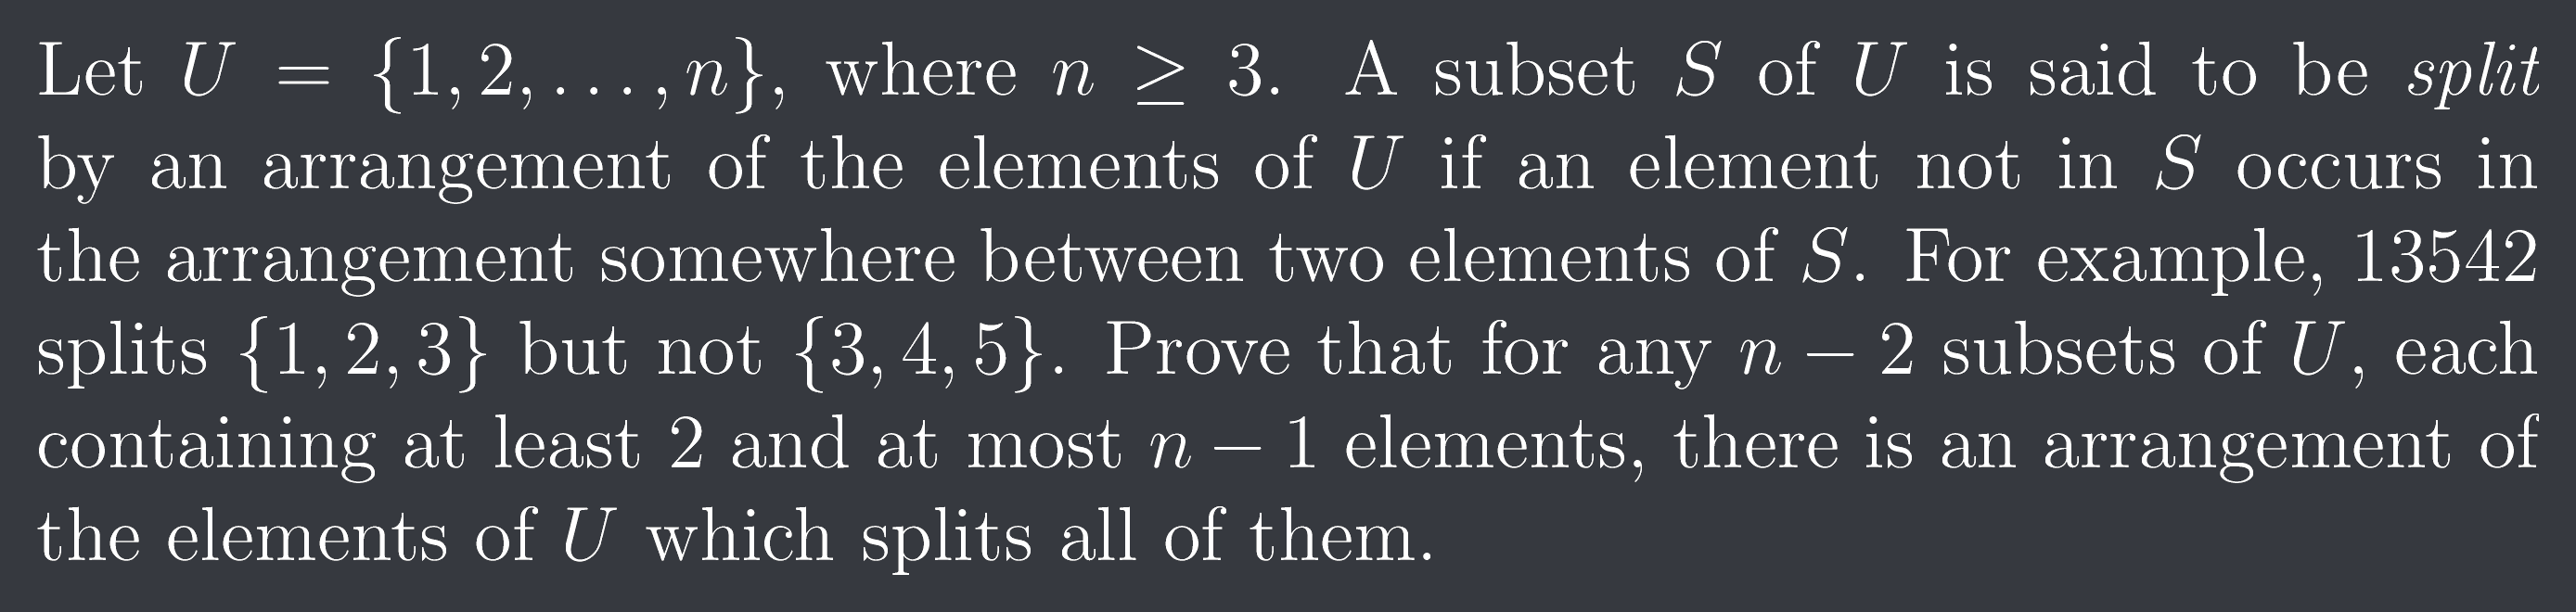 Let U = {1, 2, . . . , n}, where n ≥ 3. A subset S of U is said to be split
by an arrangement of the elements of U if an element not in S occurs in
the arrangement somewhere between two elements of S. For example, 13542
splits {1, 2, 3} but not {3, 4, 5}. Prove that for any n − 2 subsets of U, each
containing at least 2 and at most n − 1 elements, there is an arrangement of
the elements of U which splits all of them.